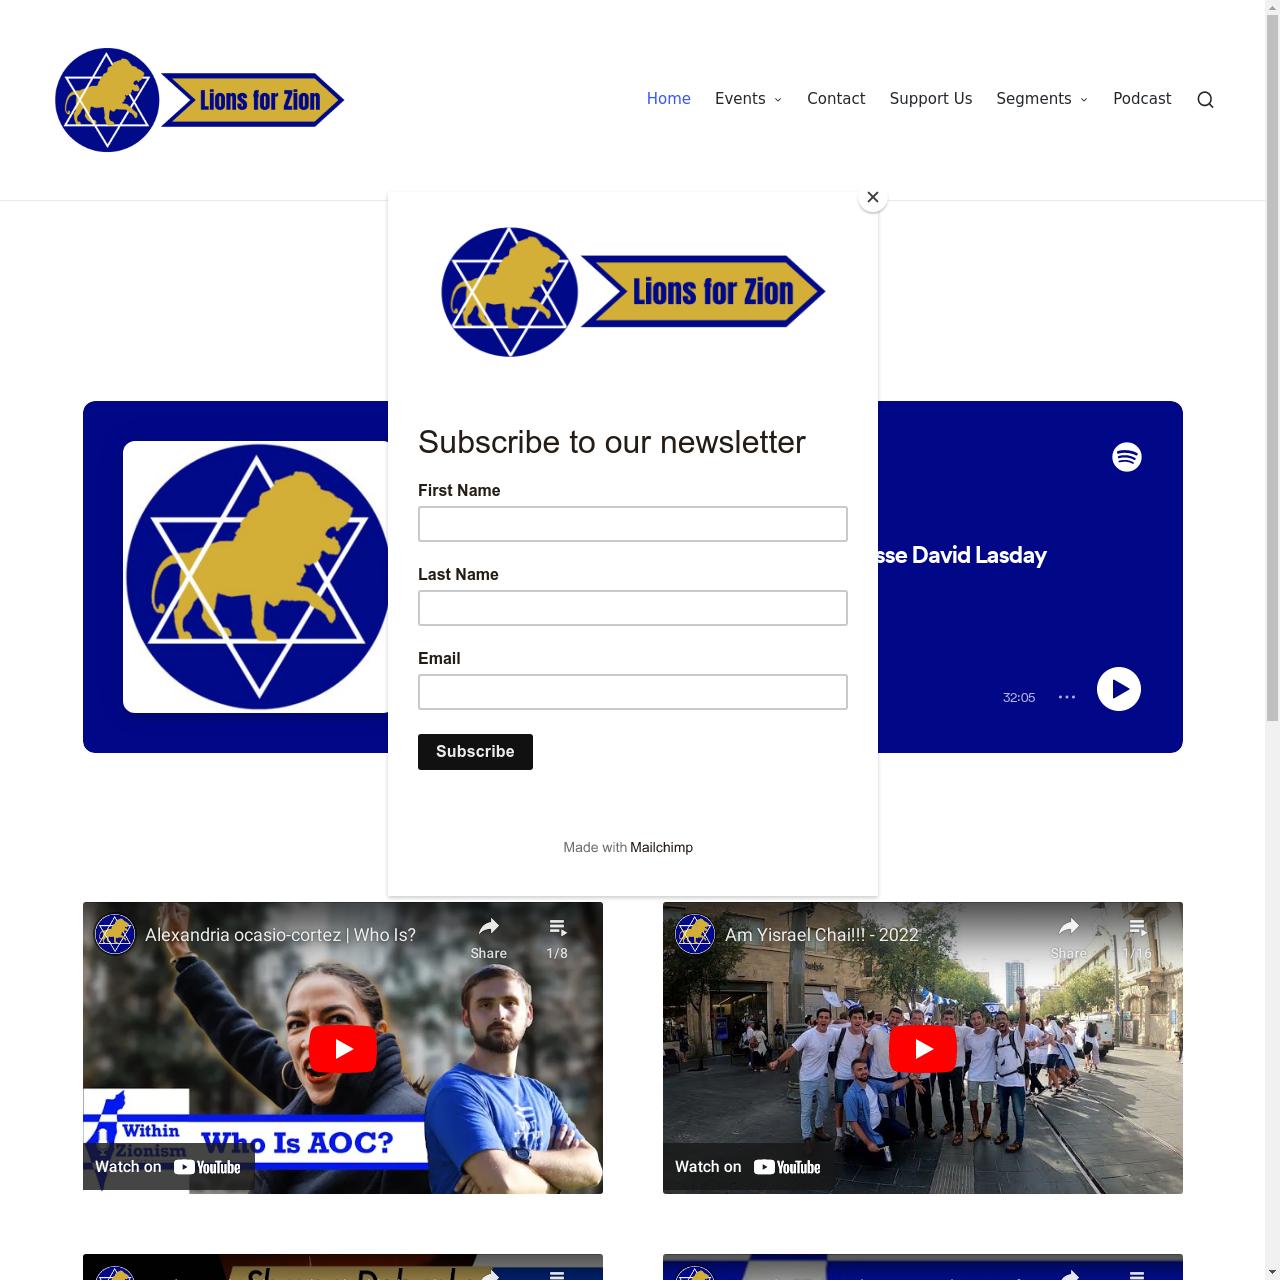 Lions for Zion
Home
Events
Contact
Support Us
Segments
Podcast
Lions for Zion
Subscribe to our newsletter
First Name
Last Name
Email
Subscribe
Made with Mailchimp
sse David Lasday
32:05
Alexandria ocasio-cortez | Who Is?
Share
1/8
Within
Zionism
Who Is AOC?
Watch on YouTube
Am Yisrael Chai!!! - 2022
Share
1/16
Watch on YouTube